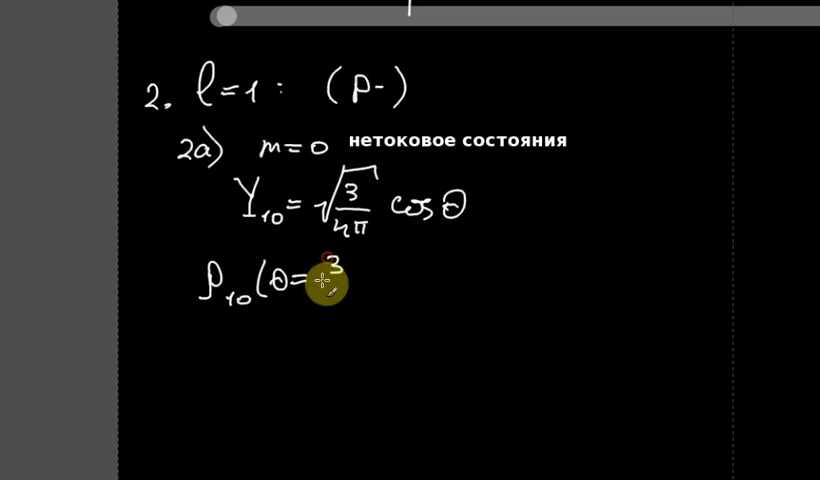 2. ℓ=1: (p-)
2a) m=0 нетоковое состояния
Y₁₀= √3/4π cos θ
ρ₁₀(θ= 3